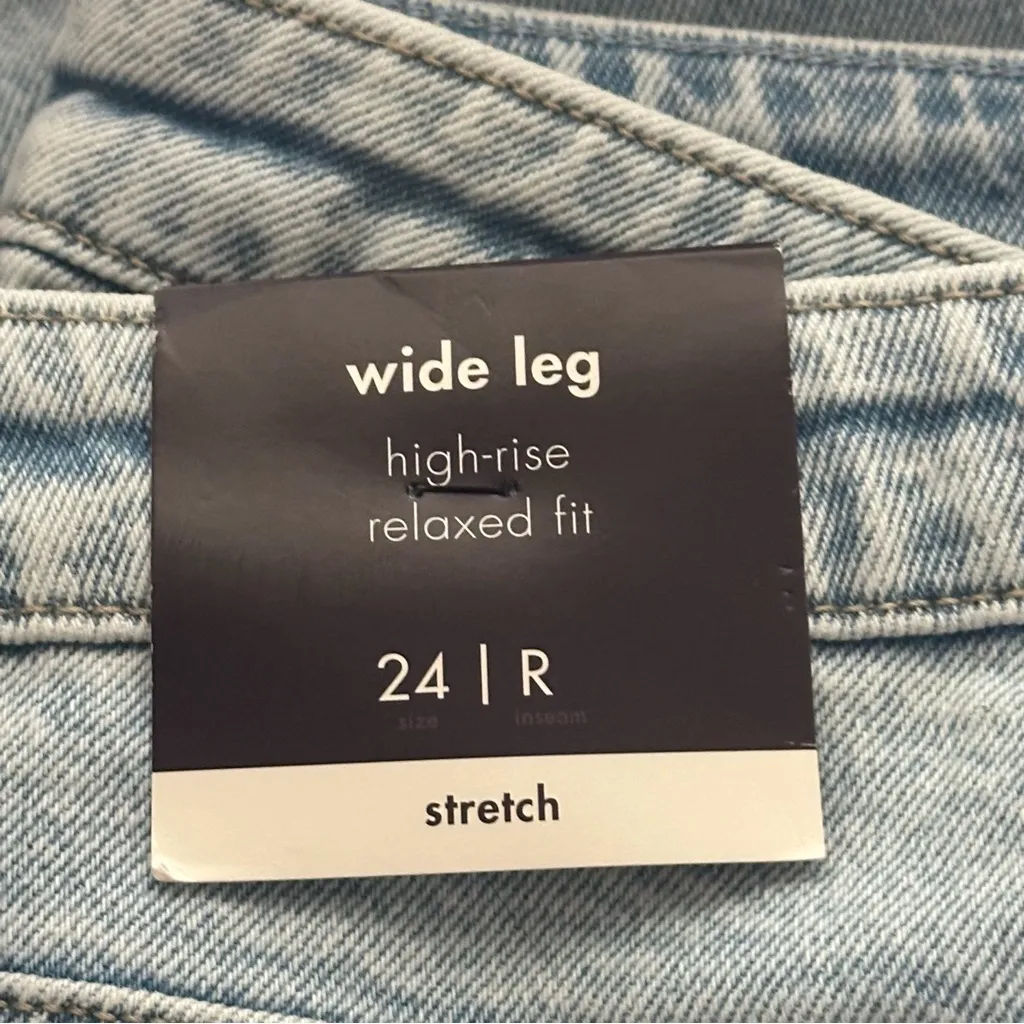 wide leg
high-rise
relaxed fit
24 | R
size inseam
stretch